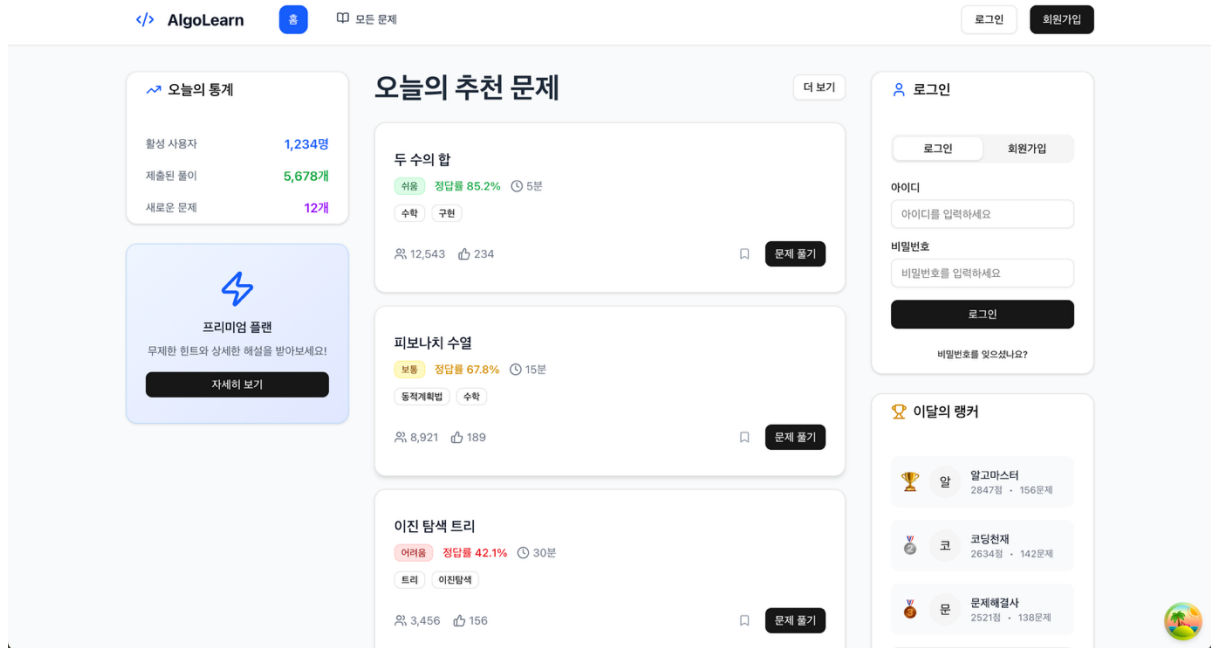 </> AlgoLearn
홈
모든 문제
로그인
회원가입
오늘의 통계
활성 사용자 1,234명
제출된 풀이 5,678개
새로운 문제 12개
프리미엄 플랜
무제한 힌트와 상세한 해설을 받아보세요!
자세히 보기
오늘의 추천 문제
더 보기
두 수의 합
쉬움 정답률 85.2% 5분
수학 구현
12,543 234
문제 풀기
피보나치 수열
보통 정답률 67.8% 15분
동적계획법 수학
8,921 189
문제 풀기
이진 탐색 트리
어려움 정답률 42.1% 30분
트리 이진탐색
3,456 156
문제 풀기
로그인
로그인 회원가입
아이디
아이디를 입력하세요
비밀번호
비밀번호를 입력하세요
로그인
비밀번호를 잊으셨나요?
이달의 랭커
알
알고마스터
2847점 • 156문제
코
코딩천재
2634점 • 142문제
문
문제해결사
2521점 • 138문제